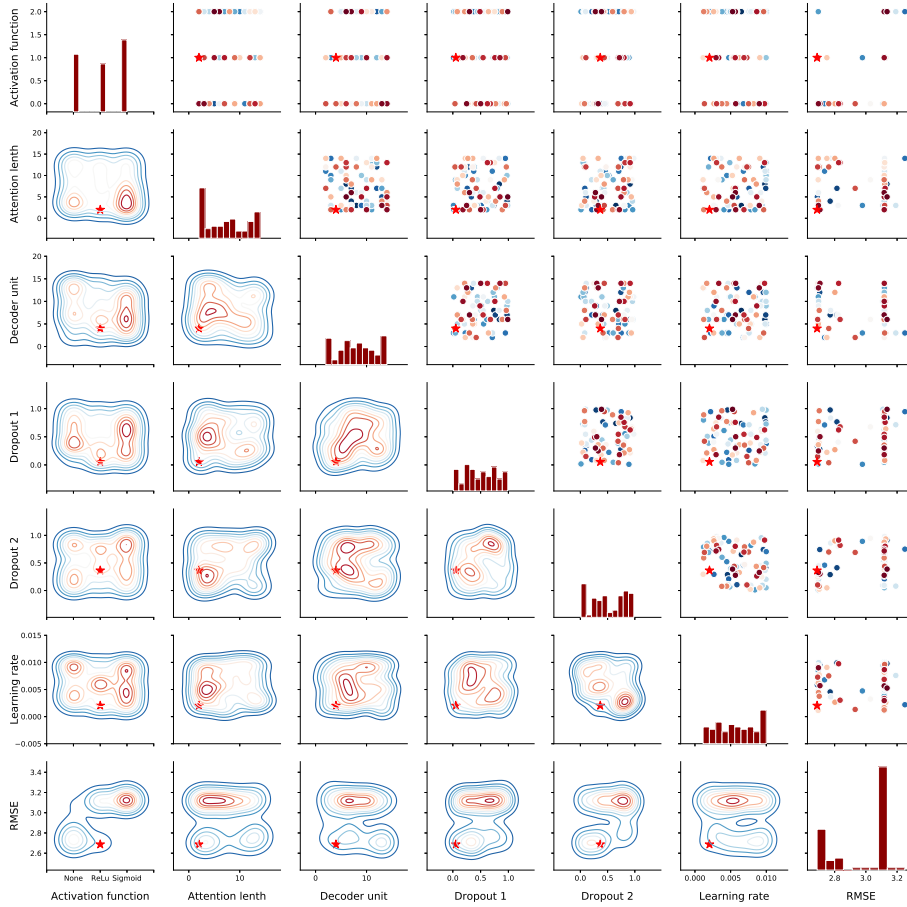 Activation function
2.0
1.5
1.0
0.5
0.0
Attention lenth
20
15
10
5
0
Decoder unit
20
15
10
5
0
Dropout 1
1.0
0.5
0.0
Dropout 2
1.0
0.5
0.0
Learning rate
0.015
0.010
0.005
0.000
−0.005
RMSE
3.4
3.2
3.0
2.8
2.6
None ReLu Sigmoid
0 10
0 10
0.0 0.5 1.0
0.0 0.5 1.0
0.001 0.010
2.8 3.0 3.2
Activation function Attention lenth Decoder unit Dropout 1 Dropout 2 Learning rate RMSE